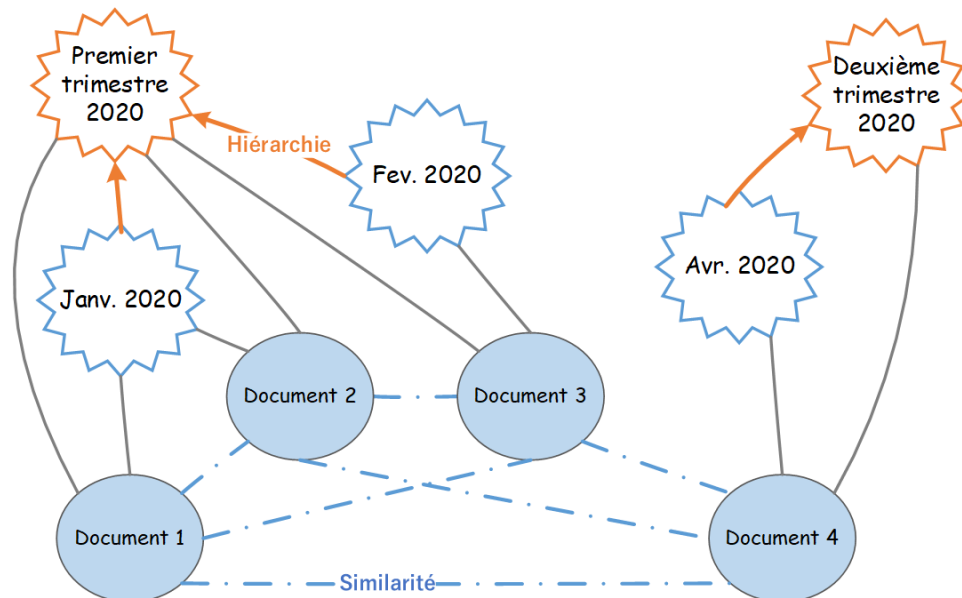 Premier
trimestre
2020
Deuxième
trimestre
2020
Hiérarchie
Fev. 2020
Avr. 2020
Janv. 2020
Document 2
Document 3
Document 1
Document 4
Similarité